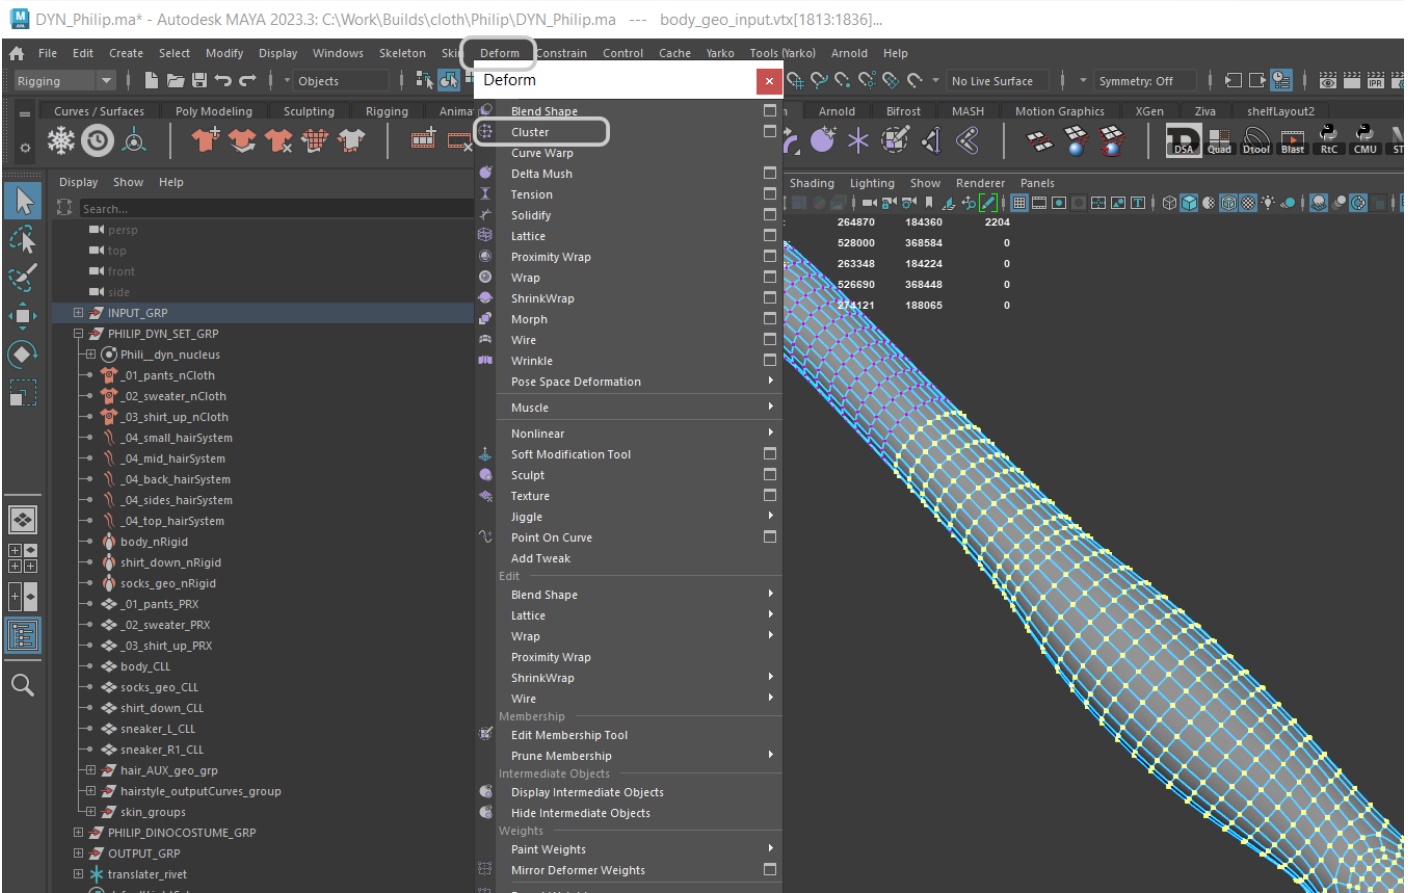 DYN_Philip.ma* - Autodesk MAYA 2023.3: C:\Work\Builds\cloth\Philip\DYN_Philip.ma --- body_geo_input.vtx[1813:1836]...
File Edit Create Select Modify Display Windows Skeleton Skin Deform Constrain Control Cache Yarko Tools (Yarko) Arnold Help
Rigging Objects No Live Surface Symmetry: Off
Deform
Curves / Surfaces Poly Modeling Sculpting Rigging Anima Arnold Bifrost MASH Motion Graphics XGen Ziva shelfLayout2
DSA Quad Dtool Blast RtC CMU ST
IPR
Display Show Help
Search...
persp
top
front
side
INPUT_GRP
PHILIP_DYN_SET_GRP
Phili__dyn_nucleus
_01_pants_nCloth
_02_sweater_nCloth
_03_shirt_up_nCloth
_04_small_hairSystem
_04_mid_hairSystem
_04_back_hairSystem
_04_sides_hairSystem
_04_top_hairSystem
body_nRigid
shirt_down_nRigid
socks_geo_nRigid
_01_pants_PRX
_02_sweater_PRX
_03_shirt_up_PRX
body_CLL
socks_geo_CLL
shirt_down_CLL
sneaker_L_CLL
sneaker_R1_CLL
hair_AUX_geo_grp
hairstyle_outputCurves_group
skin_groups
PHILIP_DINOCOSTUME_GRP
OUTPUT_GRP
translater_rivet
Blend Shape
Cluster
Curve Warp
Delta Mush
Tension
Solidify
Lattice
Proximity Wrap
Wrap
ShrinkWrap
Morph
Wire
Wrinkle
Pose Space Deformation
Muscle
Nonlinear
Soft Modification Tool
Sculpt
Texture
Jiggle
Point On Curve
Add Tweak
Edit
Blend Shape
Lattice
Wrap
Proximity Wrap
ShrinkWrap
Wire
Membership
Edit Membership Tool
Prune Membership
Intermediate Objects
Display Intermediate Objects
Hide Intermediate Objects
Weights
Paint Weights
Mirror Deformer Weights
Shading Lighting Show Renderer Panels
264870 184360 2204
528000 368584 0
263348 184224 0
526690 368448 0
274121 188065 0